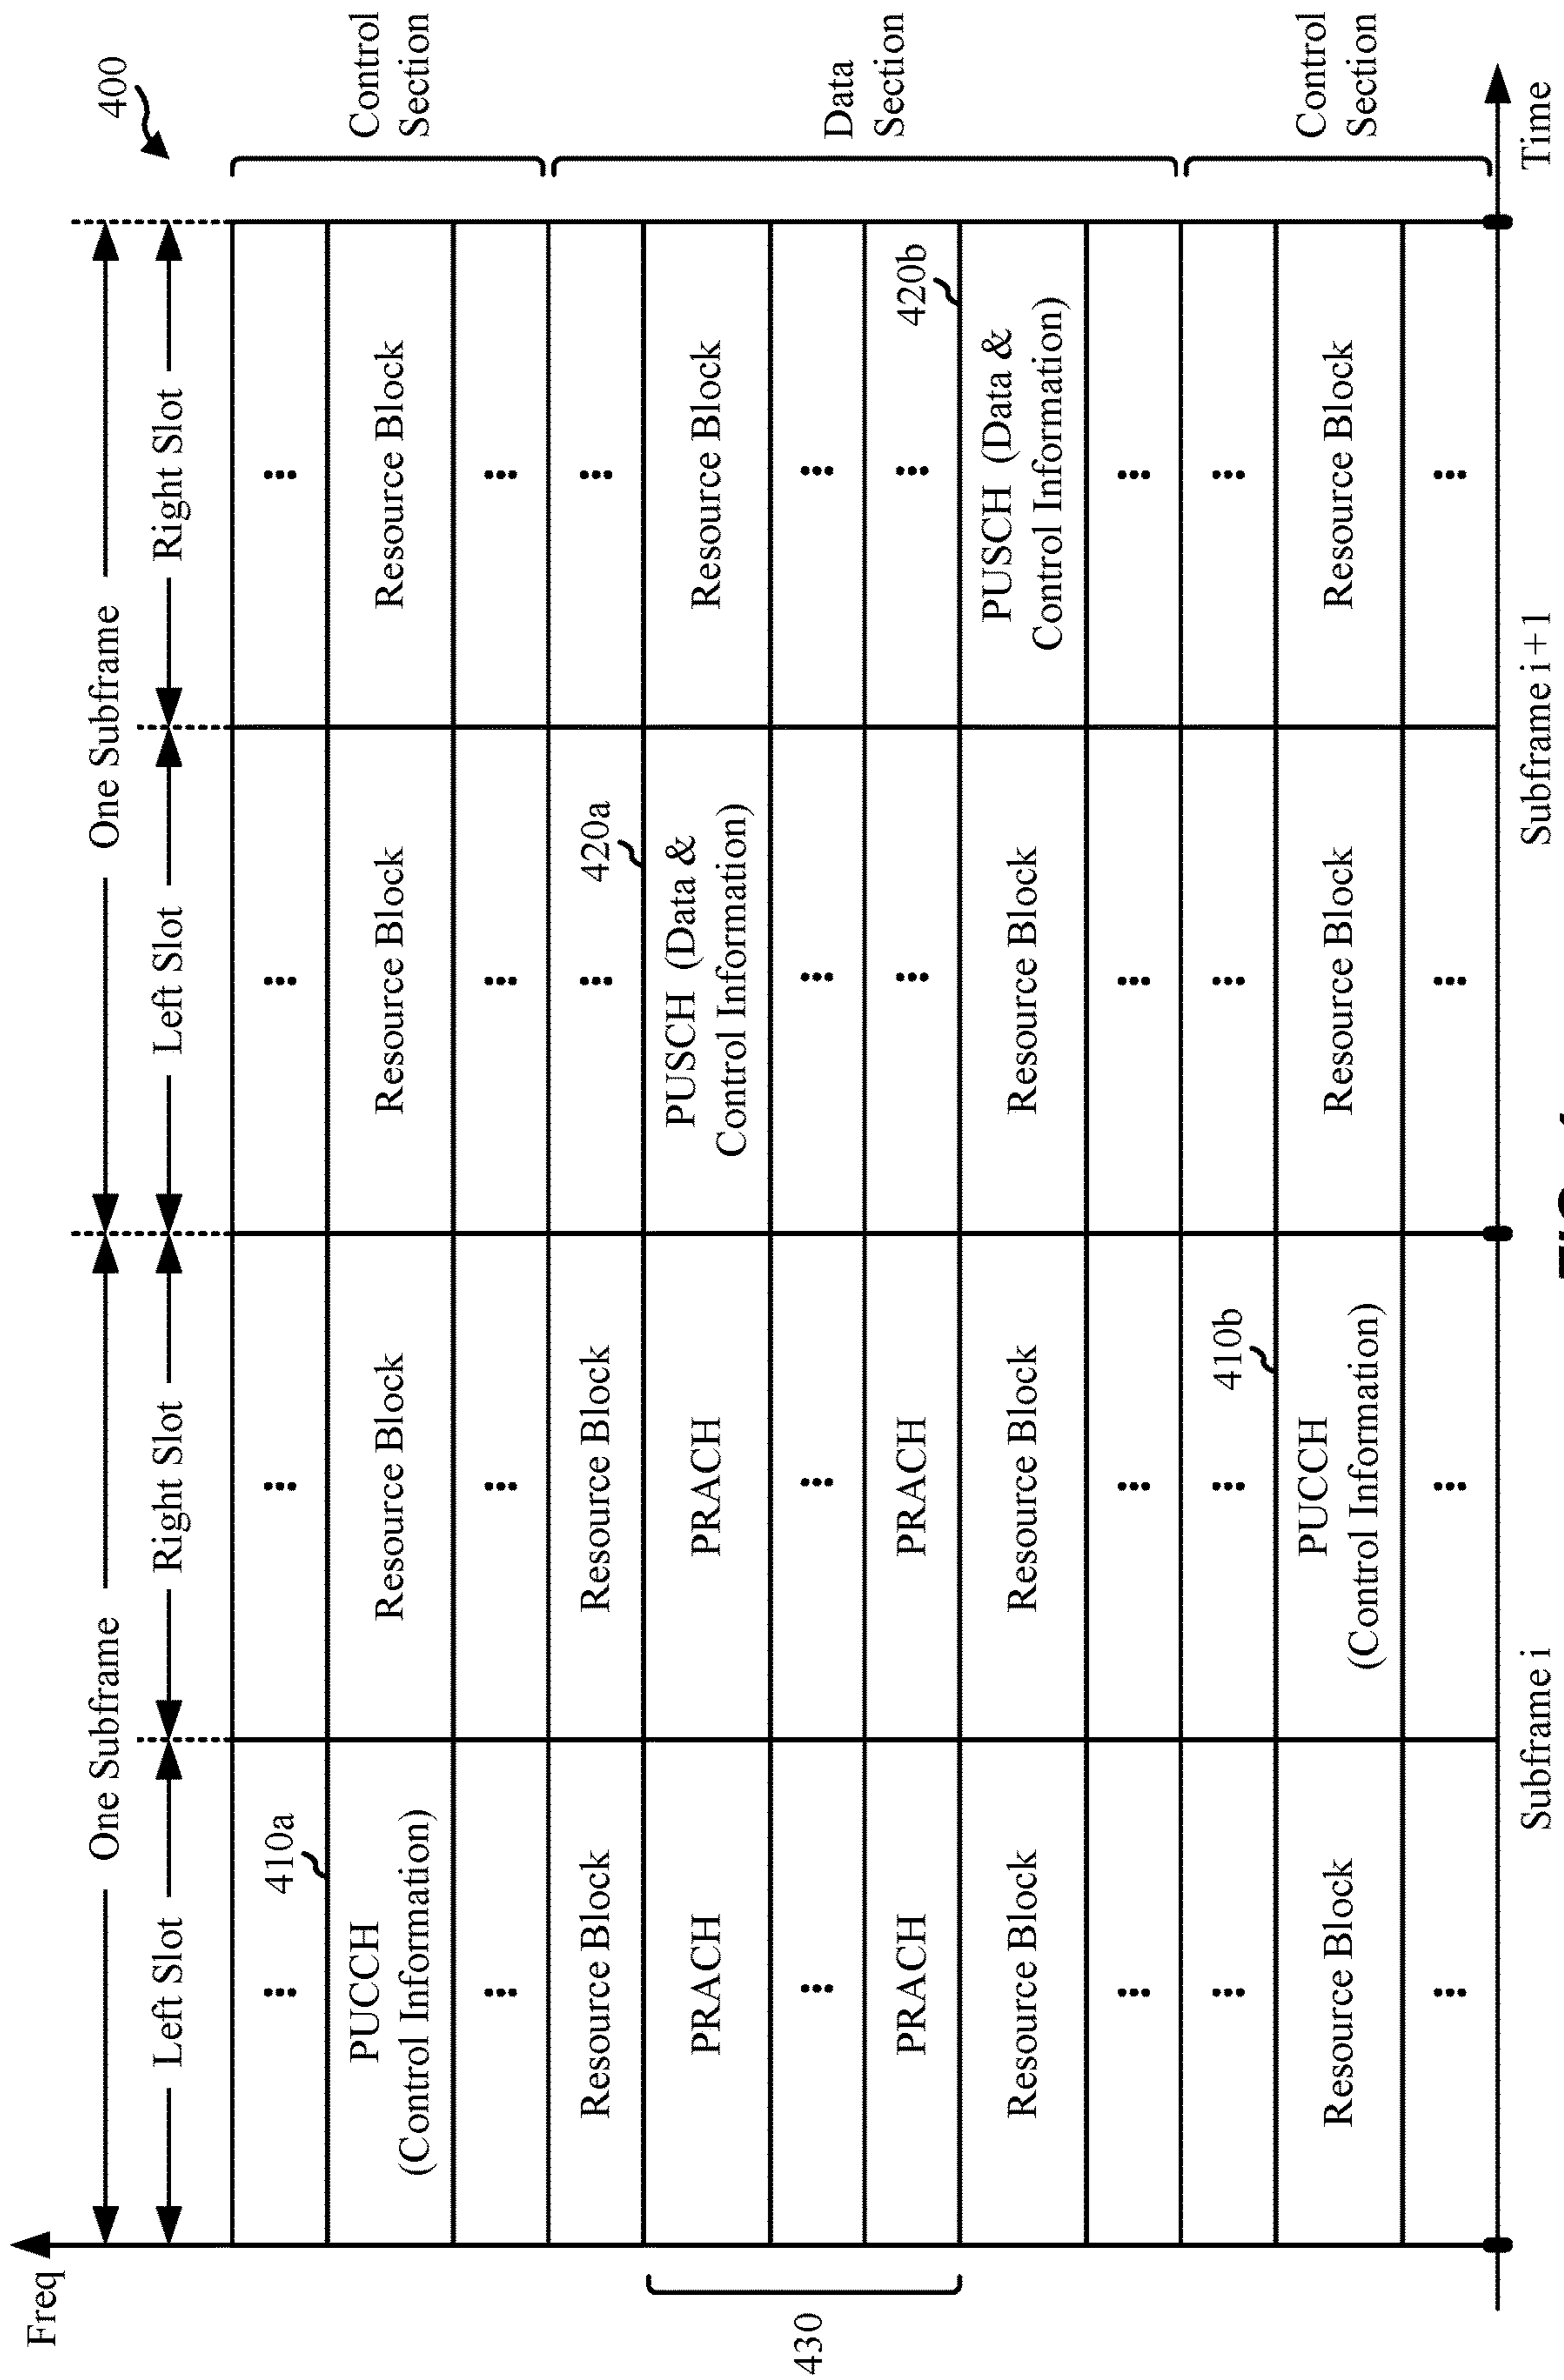 400
Freq
One Subframe
One Subframe
Left Slot
Right Slot
Left Slot
Right Slot
410a
PUCCH
(Control Information)
Resource Block
Resource Block
Resource Block
Control
Section
Resource Block
Resource Block
420a
430
PRACH
PRACH
PUSCH (Data &
Control Information)
Resource Block
PRACH
PRACH
420b
Data
Section
Resource Block
Resource Block
Resource Block
PUSCH (Data &
Control Information)
410b
Resource Block
PUCCH
(Control Information)
Resource Block
Resource Block
Control
Section
Subframe i
Subframe i+1
Time